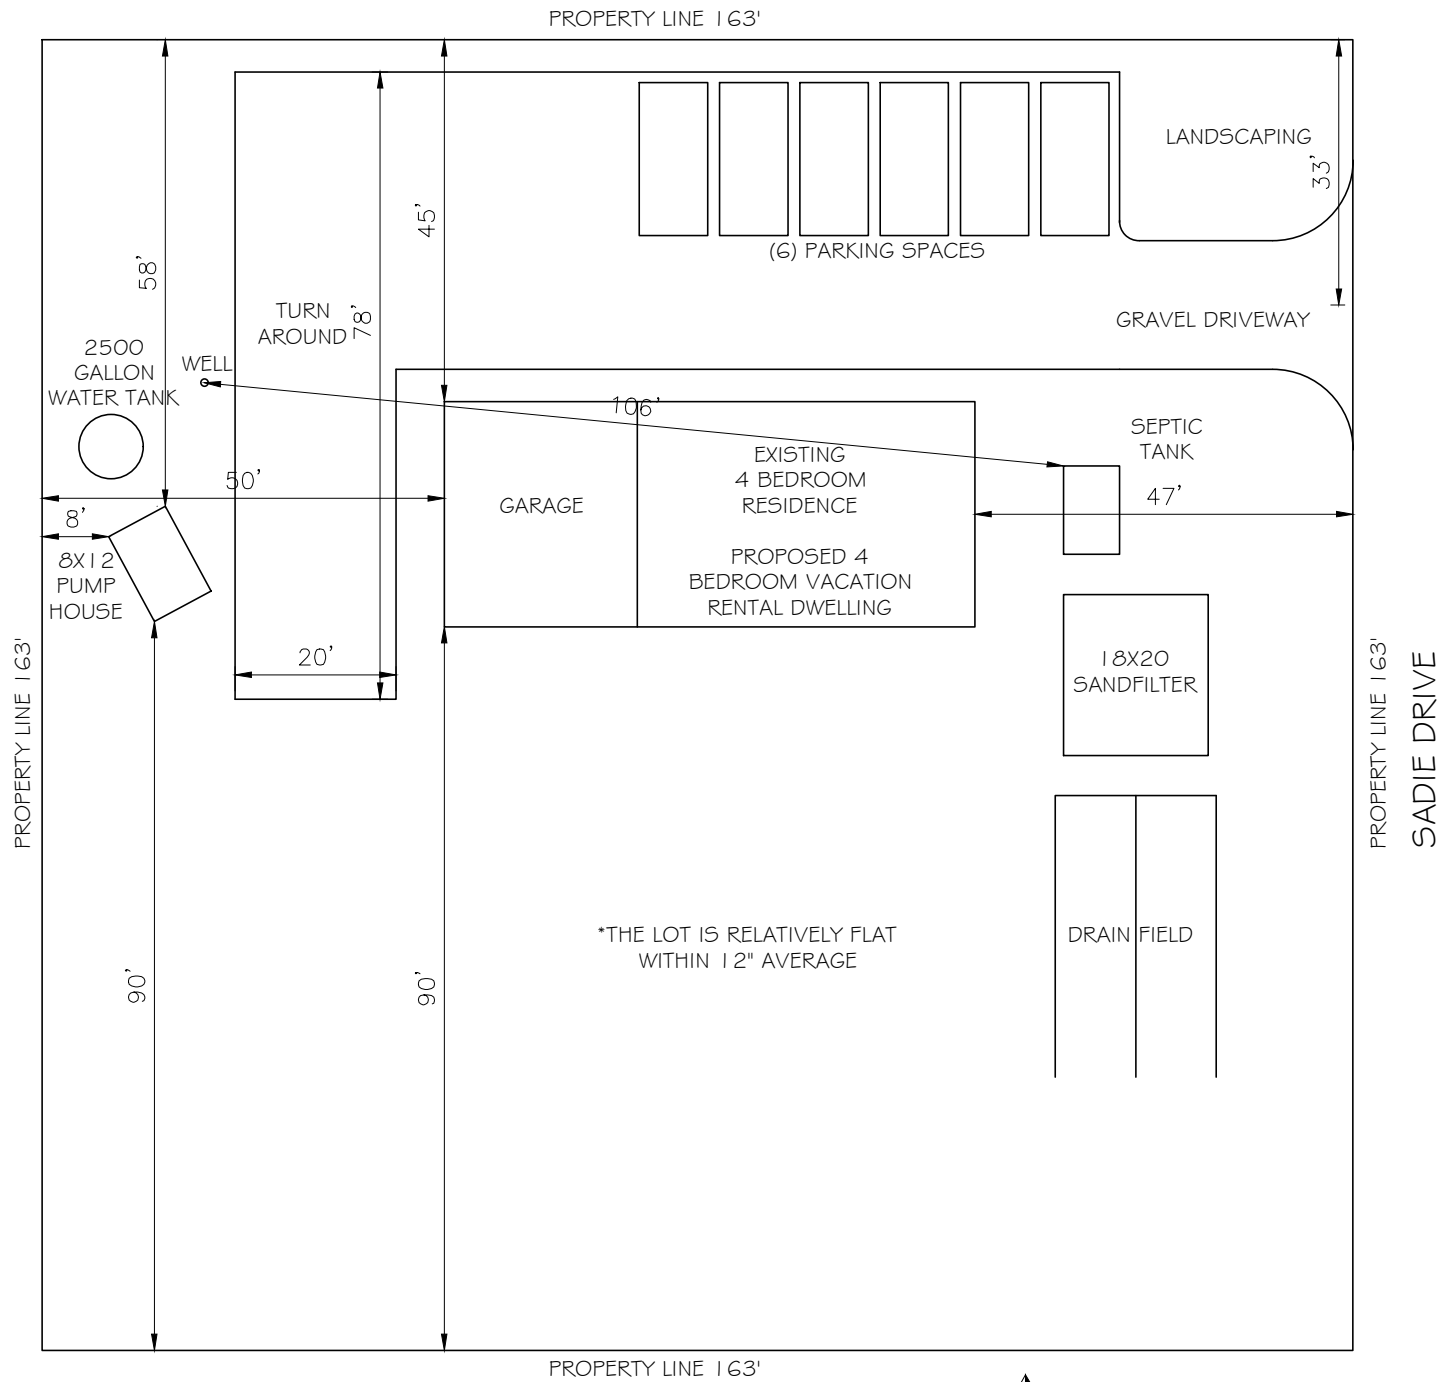 PROPERTY LINE 163'
LANDSCAPING
33'
45'
(6) PARKING SPACES
58'
TURN
AROUND
78'
GRAVEL DRIVEWAY
2500
GALLON
WATER TANK
WELL
106'
SEPTIC
TANK
EXISTING
4 BEDROOM
RESIDENCE
PROPOSED 4
BEDROOM VACATION
RENTAL DWELLING
GARAGE
50'
47'
8'
8X12
PUMP
HOUSE
20'
18X20
SANDFILTER
PROPERTY LINE 163'
PROPERTY LINE 163'
SADIE DRIVE
*THE LOT IS RELATIVELY FLAT
WITHIN 12" AVERAGE
DRAIN FIELD
90'
90'
PROPERTY LINE 163'